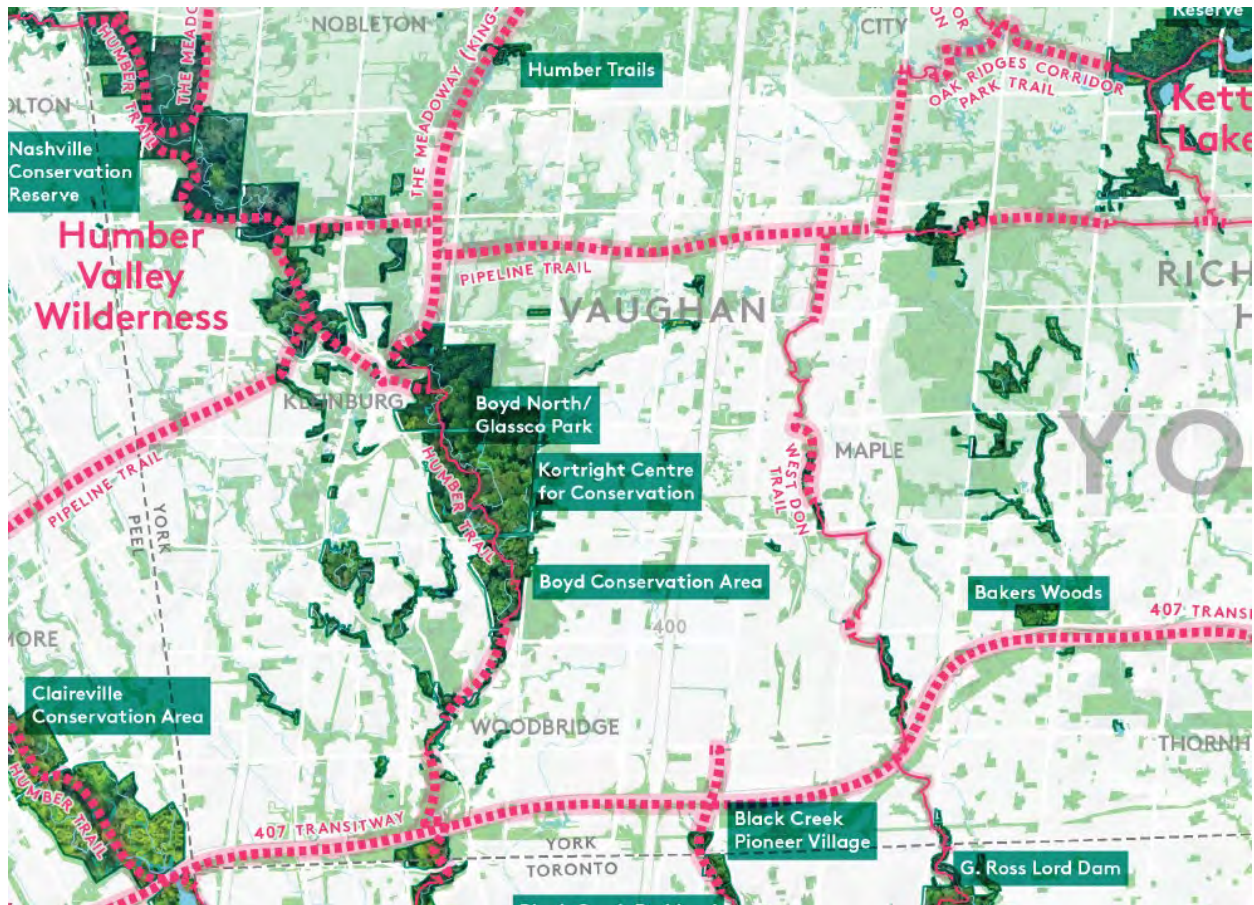 NOBLETON
CITY
Reserve
HUMBER TRAIL
THE MEADO
THE MEADOWAY (KING
Humber Trails
OAK RIDGES CORRIDOR
PARK TRAIL
OLTON
Kett
Lake
Nashville
Conservation
Reserve
Humber
Valley
Wilderness
PIPELINE TRAIL
VAUGHAN
RICH
H
KLEINBURG
Boyd North/
Glassco Park
YO
MAPLE
Kortright Centre
for Conservation
HUMBER TRAIL
WEST DON
TRAIL
PIPELINE TRAIL
YORK
PEEL
Boyd Conservation Area
Bakers Woods
400
407 TRANSI
MORE
Claireville
Conservation Area
WOODBRIDGE
THORNH
HUMBER TRAIL
407 TRANSITWAY
Black Creek
Pioneer Village
YORK
TORONTO
G. Ross Lord Dam